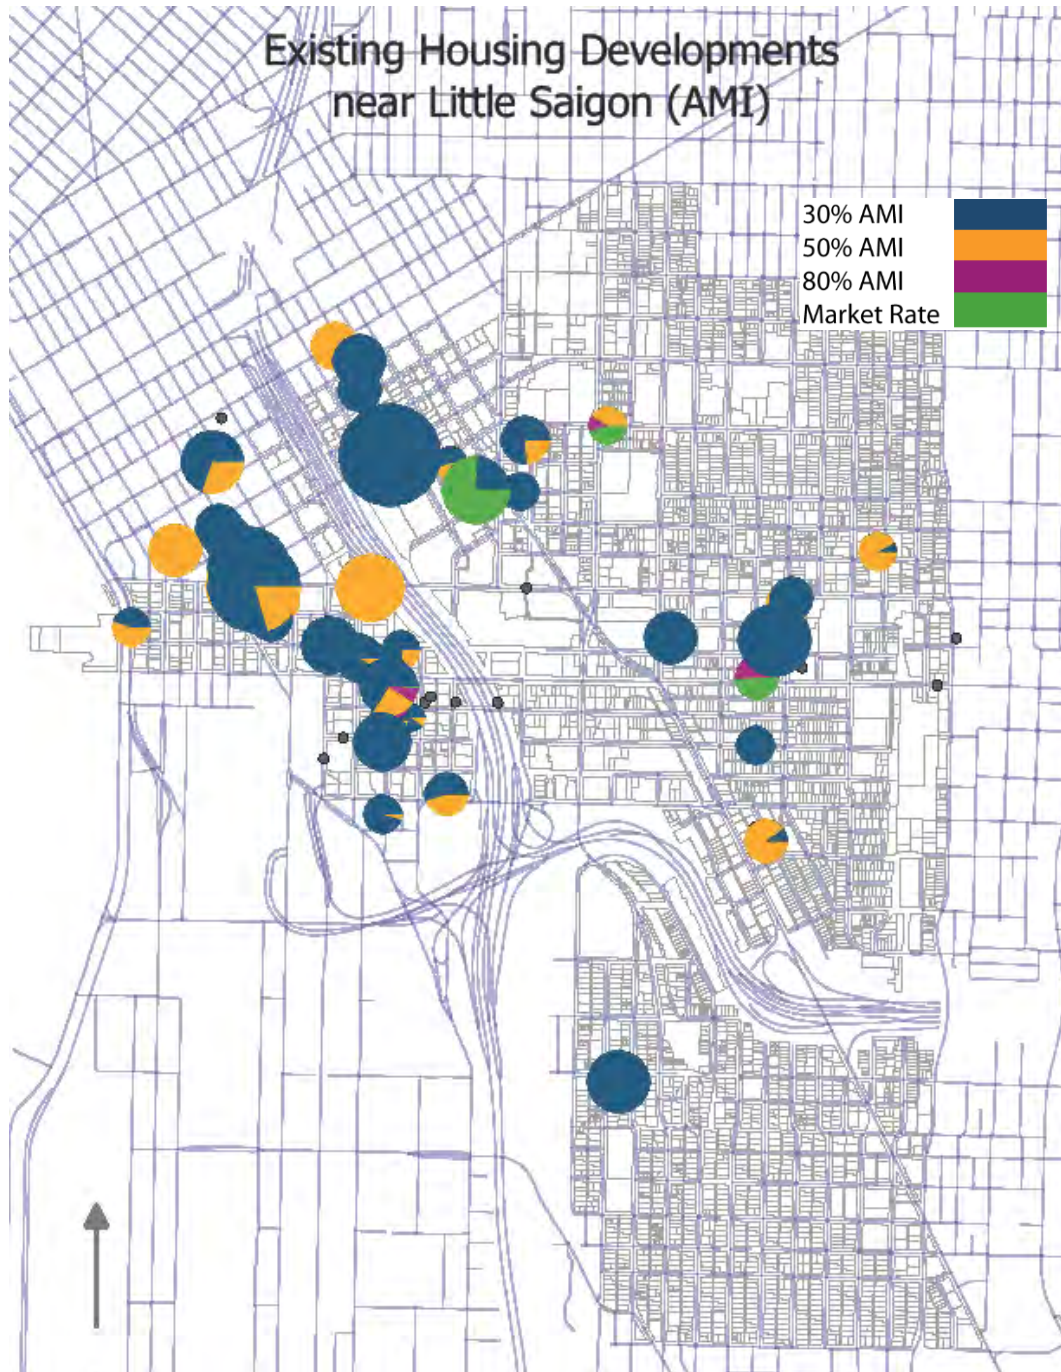 Existing Housing Developments
near Little Saigon (AMI)
30% AMI
50% AMI
80% AMI
Market Rate